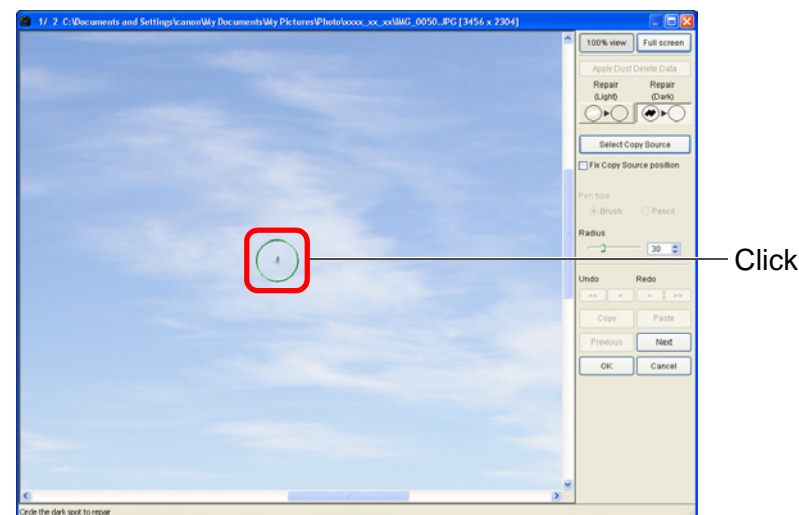 1/ 2 C:\Documents and Settings\canon\My Documents\My Pictures\Photo\xxxx_xx_xx\IMG_0050.JPG [3456 x 2304]
100% view Full screen
Apply Dust Delete Data
Repair Repair
(Light) (Dark)
Select Copy Source
Fix Copy Source position
Pen type
Brush Pencil
Radius
30
Click
Undo Redo
<< < > >>
Copy Paste
Previous Next
OK Cancel
Circle the dark spot to repair